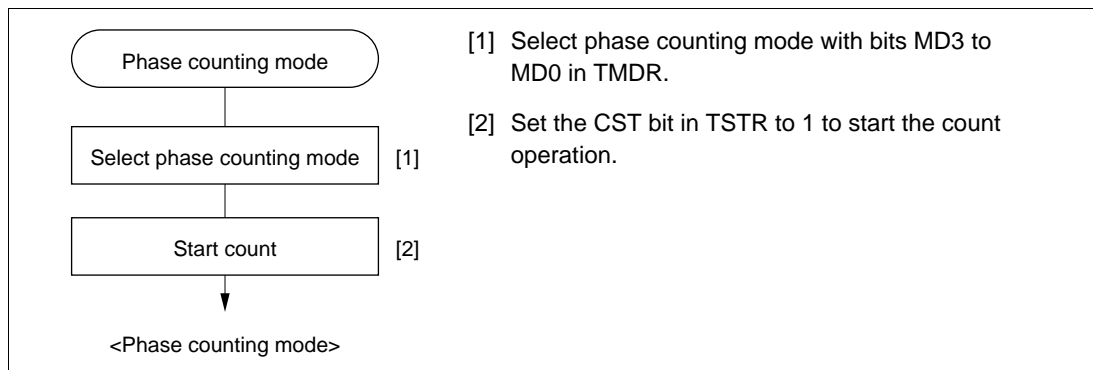 Phase counting mode
Select phase counting mode [1]
Start count [2]
<Phase counting mode>
[1] Select phase counting mode with bits MD3 to
MD0 in TMDR.
[2] Set the CST bit in TSTR to 1 to start the count
operation.